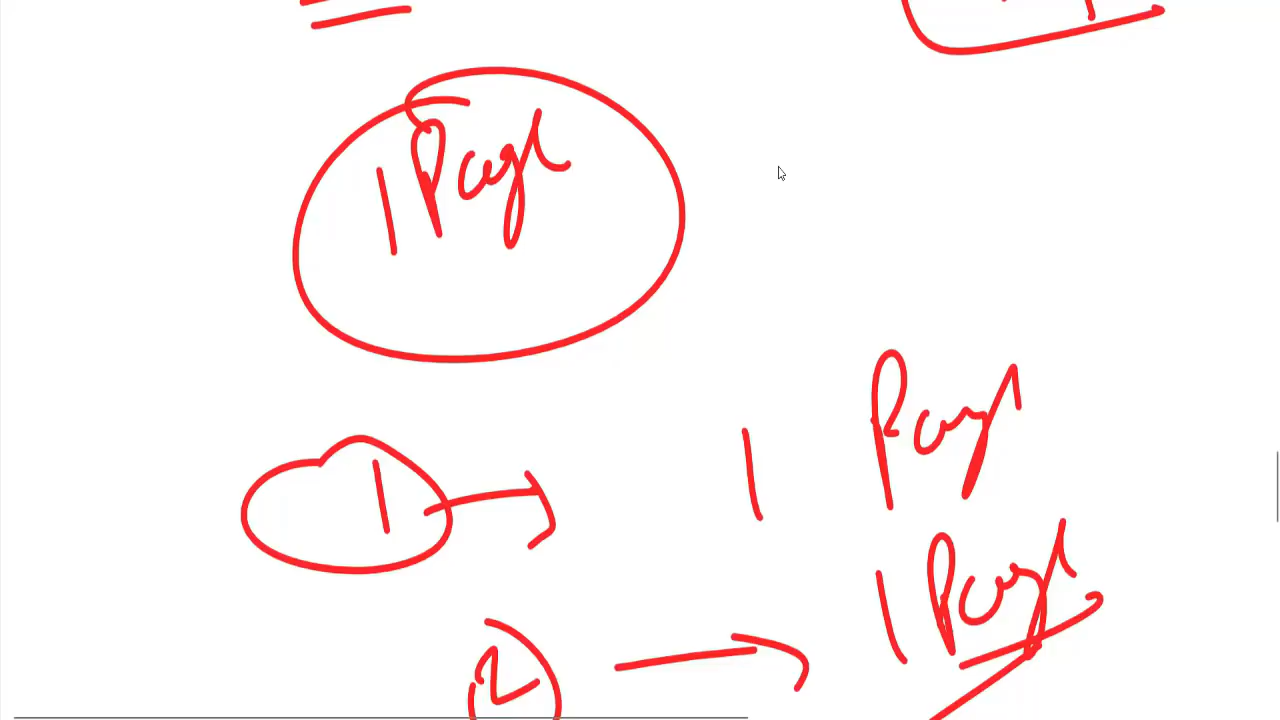 1 Page
1 → 1 Page
2 → 1 Page